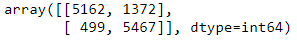 array([[5162, 1372],
       [ 499, 5467]], dtype=int64)